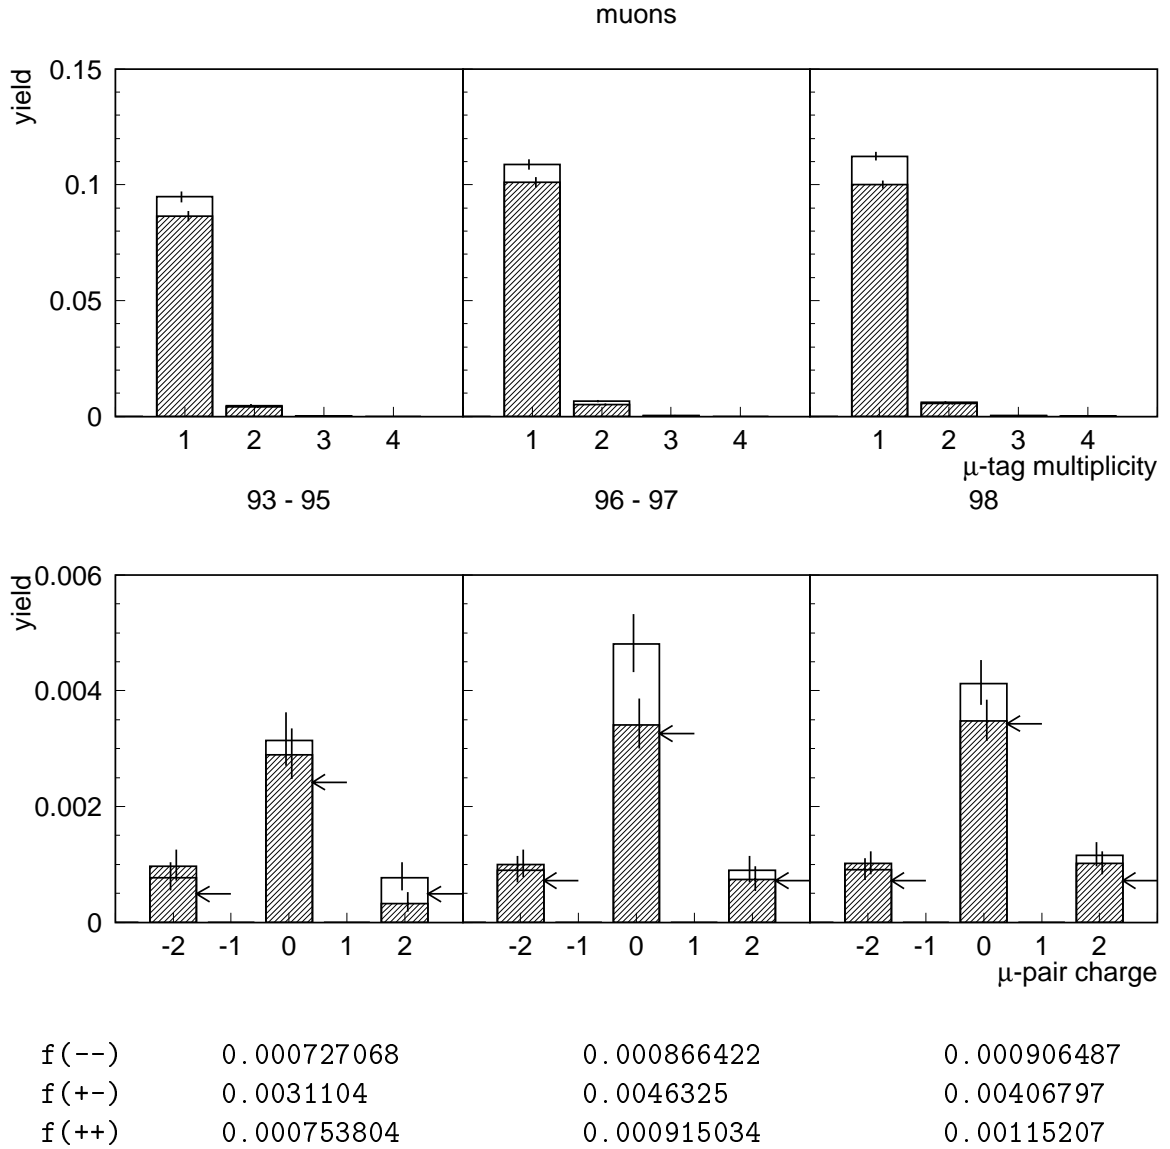 muons
yield
0.15
0.1
0.05
0
1 2 3 4 1 2 3 4 1 2 3 4
μ-tag multiplicity
93 - 95 96 - 97 98
yield
0.006
0.004
0.002
0
-2 -1 0 1 2 -2 -1 0 1 2 -2 -1 0 1 2
μ-pair charge
f(--) 0.000727068 0.000866422 0.000906487
f(+-) 0.0031104 0.0046325 0.00406797
f(++) 0.000753804 0.000915034 0.00115207